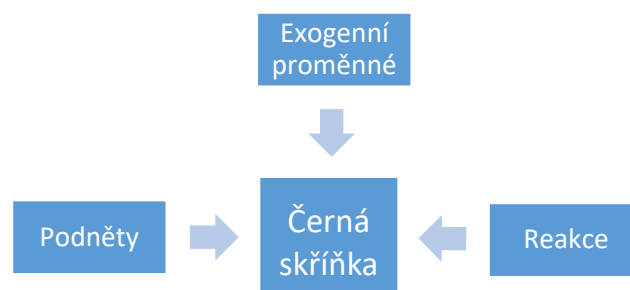 Exogenní
proměnné
Podněty
Černá
skříňka
Reakce